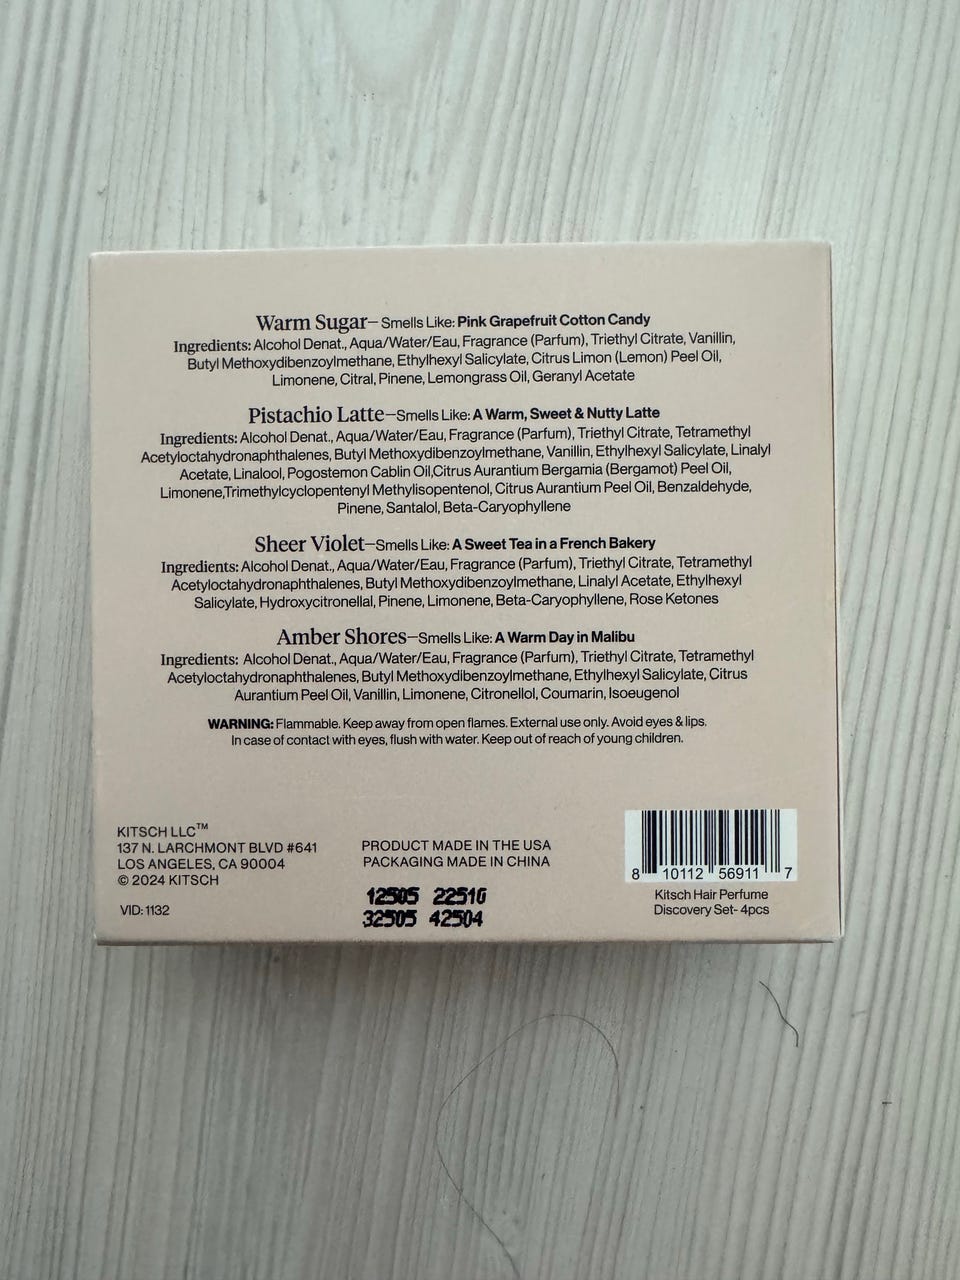 Warm Sugar– Smells Like: Pink Grapefruit Cotton Candy
Ingredients: Alcohol Denat., Aqua/Water/Eau, Fragrance (Parfum), Triethyl Citrate, Vanillin,
Butyl Methoxydibenzoylmethane, Ethylhexyl Salicylate, Citrus Limon (Lemon) Peel Oil,
Limonene, Citral, Pinene, Lemongrass Oil, Geranyl Acetate
Pistachio Latte–Smells Like: A Warm, Sweet & Nutty Latte
Ingredients: Alcohol Denat., Aqua/Water/Eau, Fragrance (Parfum), Triethyl Citrate, Tetramethyl
Acetyloctahydronaphthalenes, Butyl Methoxydibenzoylmethane, Vanillin, Ethylhexyl Salicylate, Linalyl
Acetate, Linalool, Pogostemon Cablin Oil,Citrus Aurantium Bergamia (Bergamot) Peel Oil,
Limonene,Trimethylcyclopentenyl Methylisopentenol, Citrus Aurantium Peel Oil, Benzaldehyde,
Pinene, Santalol, Beta-Caryophyllene
Sheer Violet–Smells Like: A Sweet Tea in a French Bakery
Ingredients: Alcohol Denat., Aqua/Water/Eau, Fragrance (Parfum), Triethyl Citrate, Tetramethyl
Acetyloctahydronaphthalenes, Butyl Methoxydibenzoylmethane, Linalyl Acetate, Ethylhexyl
Salicylate, Hydroxycitronellal, Pinene, Limonene, Beta-Caryophyllene, Rose Ketones
Amber Shores–Smells Like: A Warm Day in Malibu
Ingredients: Alcohol Denat., Aqua/Water/Eau, Fragrance (Parfum), Triethyl Citrate, Tetramethyl
Acetyloctahydronaphthalenes, Butyl Methoxydibenzoylmethane, Ethylhexyl Salicylate, Citrus
Aurantium Peel Oil, Vanillin, Limonene, Citronellol, Coumarin, Isoeugenol
WARNING: Flammable. Keep away from open flames. External use only. Avoid eyes & lips.
In case of contact with eyes, flush with water. Keep out of reach of young children.
KITSCH LLC™
137 N. LARCHMONT BLVD #641
LOS ANGELES, CA 90004
© 2024 KITSCH
VID: 1132
PRODUCT MADE IN THE USA
PACKAGING MADE IN CHINA
12505 22516
32505 42504
8 10112 56911 7
Kitsch Hair Perfume
Discovery Set- 4pcs